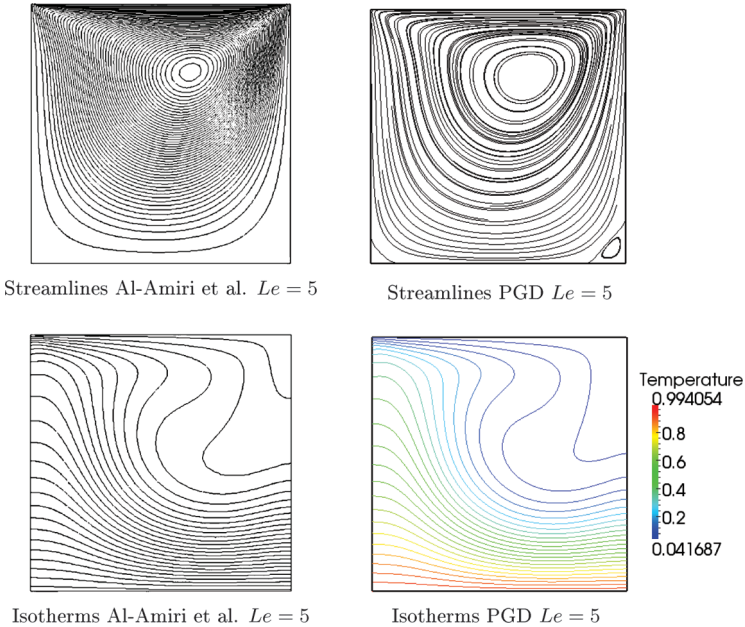 Streamlines Al-Amiri et al. Le = 5
Streamlines PGD Le = 5
Temperature
0.994054
0.8
0.6
0.4
0.2
0.041687
Isotherms Al-Amiri et al. Le = 5
Isotherms PGD Le = 5